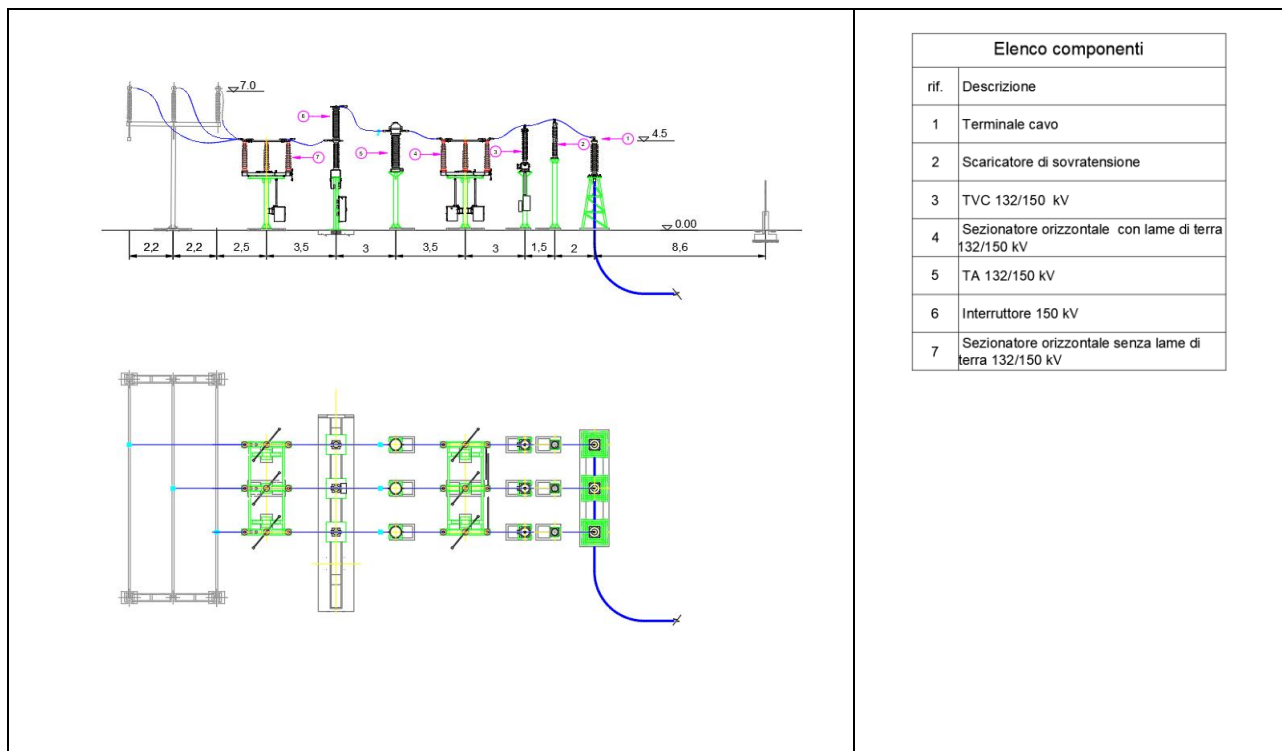 7.0
6
7
5
4
3
2
1
4.5
0.00
2,2 2,2 2,5 3,5 3 3,5 3 1,5 2 8,6
Elenco componenti
rif. Descrizione
1 Terminale cavo
2 Scaricatore di sovratensione
3 TVC 132/150 kV
4 Sezionatore orizzontale con lame di terra
132/150 kV
5 TA 132/150 kV
6 Interruttore 150 kV
7 Sezionatore orizzontale senza lame di
terra 132/150 kV